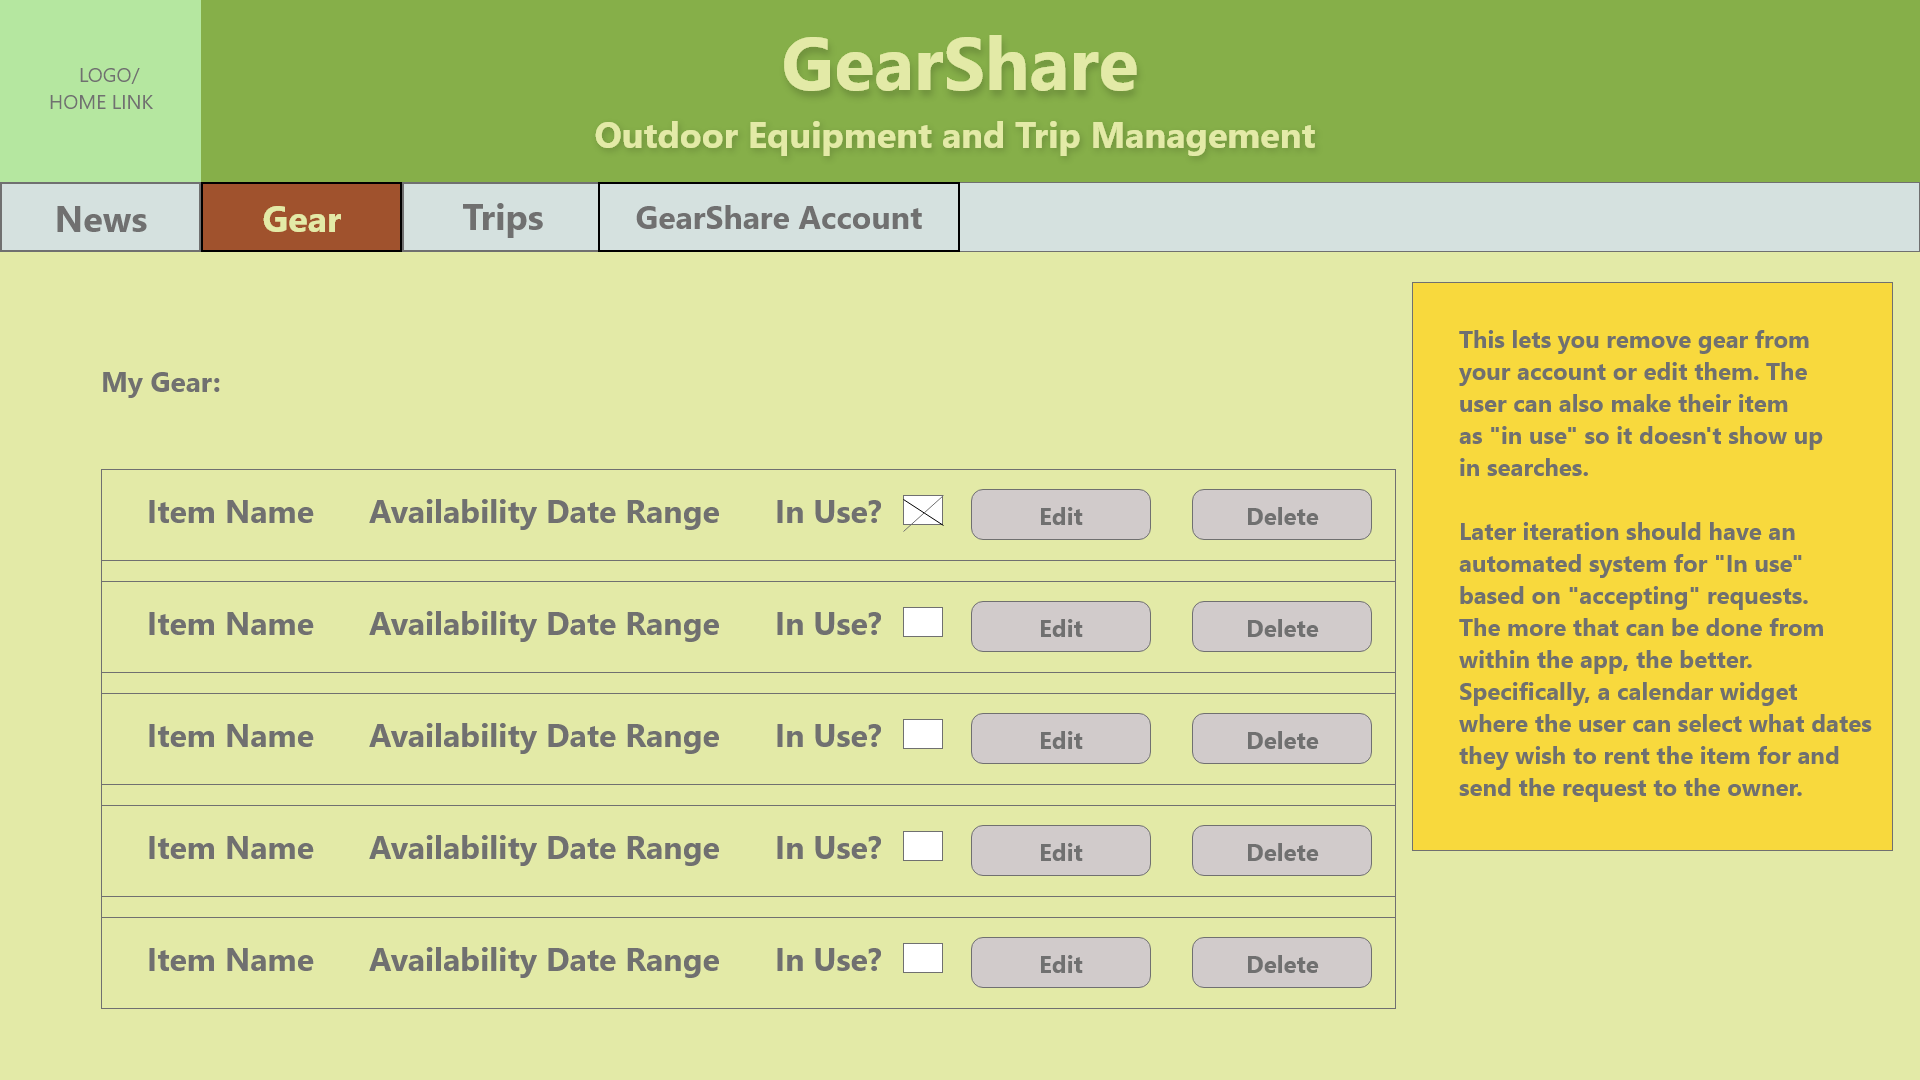 LOGO/
HOME LINK
GearShare
Outdoor Equipment and Trip Management
News Gear Trips GearShare Account
My Gear:
Item Name Availability Date Range In Use? Edit Delete
Item Name Availability Date Range In Use? Edit Delete
Item Name Availability Date Range In Use? Edit Delete
Item Name Availability Date Range In Use? Edit Delete
Item Name Availability Date Range In Use? Edit Delete
This lets you remove gear from
your account or edit them. The
user can also make their item
as "in use" so it doesn't show up
in searches.
Later iteration should have an
automated system for "In use"
based on "accepting" requests.
The more that can be done from
within the app, the better.
Specifically, a calendar widget
where the user can select what dates
they wish to rent the item for and
send the request to the owner.